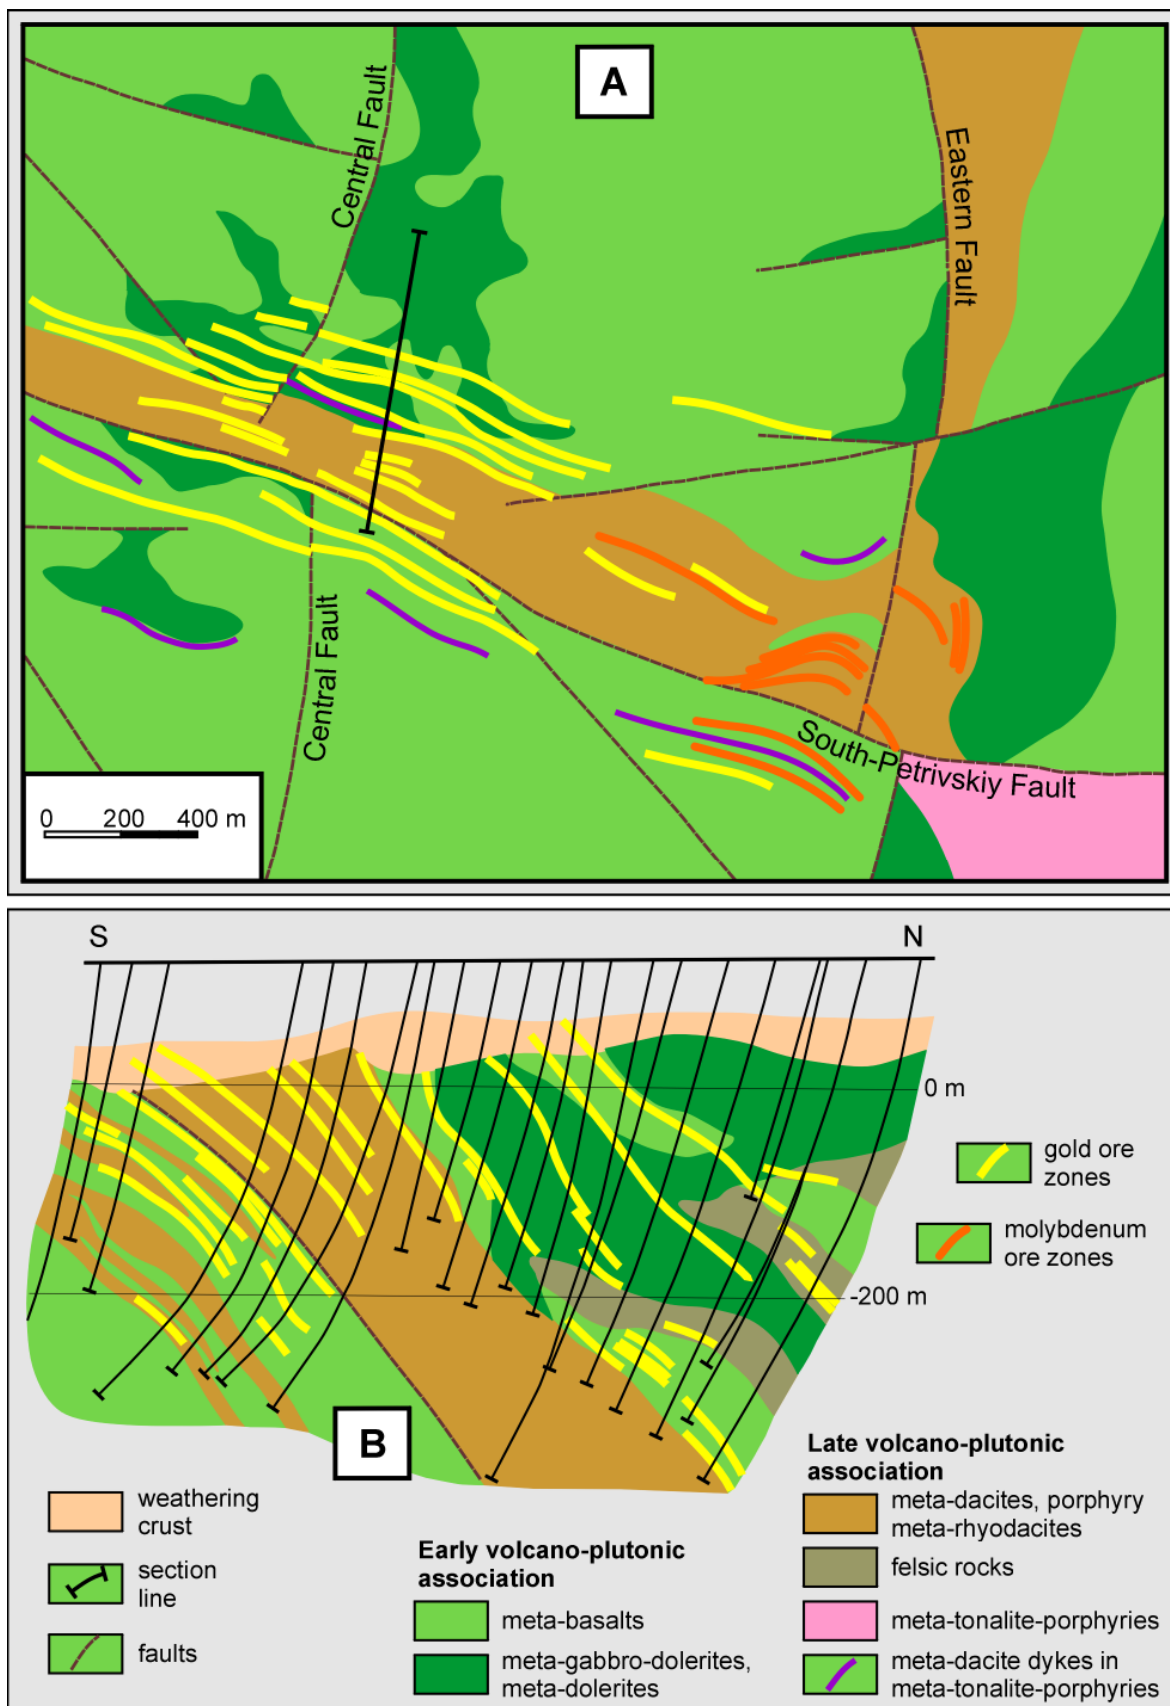 A
Central Fault
Eastern Fault
Central Fault
South-Petrivskiy Fault
0 200 400 m
S N
0 m
-200 m
gold ore
zones
molybdenum
ore zones
B
weathering
crust
section
line
faults
Early volcano-plutonic
association
meta-basalts
meta-gabbro-dolerites,
meta-dolerites
Late volcano-plutonic
association
meta-dacites, porphyry
meta-rhyodacites
felsic rocks
meta-tonalite-porphyries
meta-dacite dykes in
meta-tonalite-porphyries